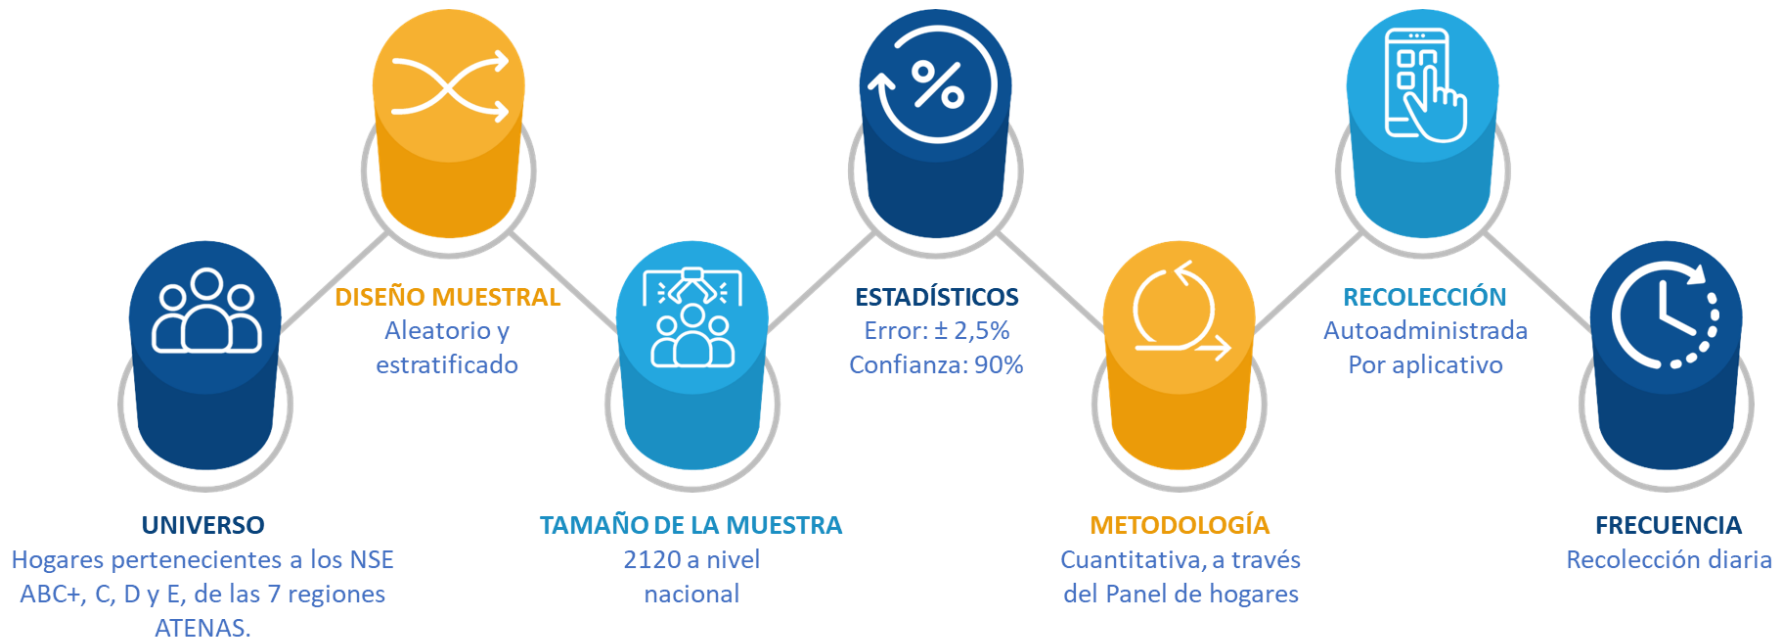 UNIVERSO
Hogares pertenecientes a los NSE
ABC+, C, D y E, de las 7 regiones
ATENAS.
DISEÑO MUESTRAL
Aleatorio y
estratificado
TAMAÑO DE LA MUESTRA
2120 a nivel
nacional
%
ESTADÍSTICOS
Error: ± 2,5%
Confianza: 90%
METODOLOGÍA
Cuantitativa, a través
del Panel de hogares
RECOLECCIÓN
Autoadministrada
Por aplicativo
FRECUENCIA
Recolección diaria